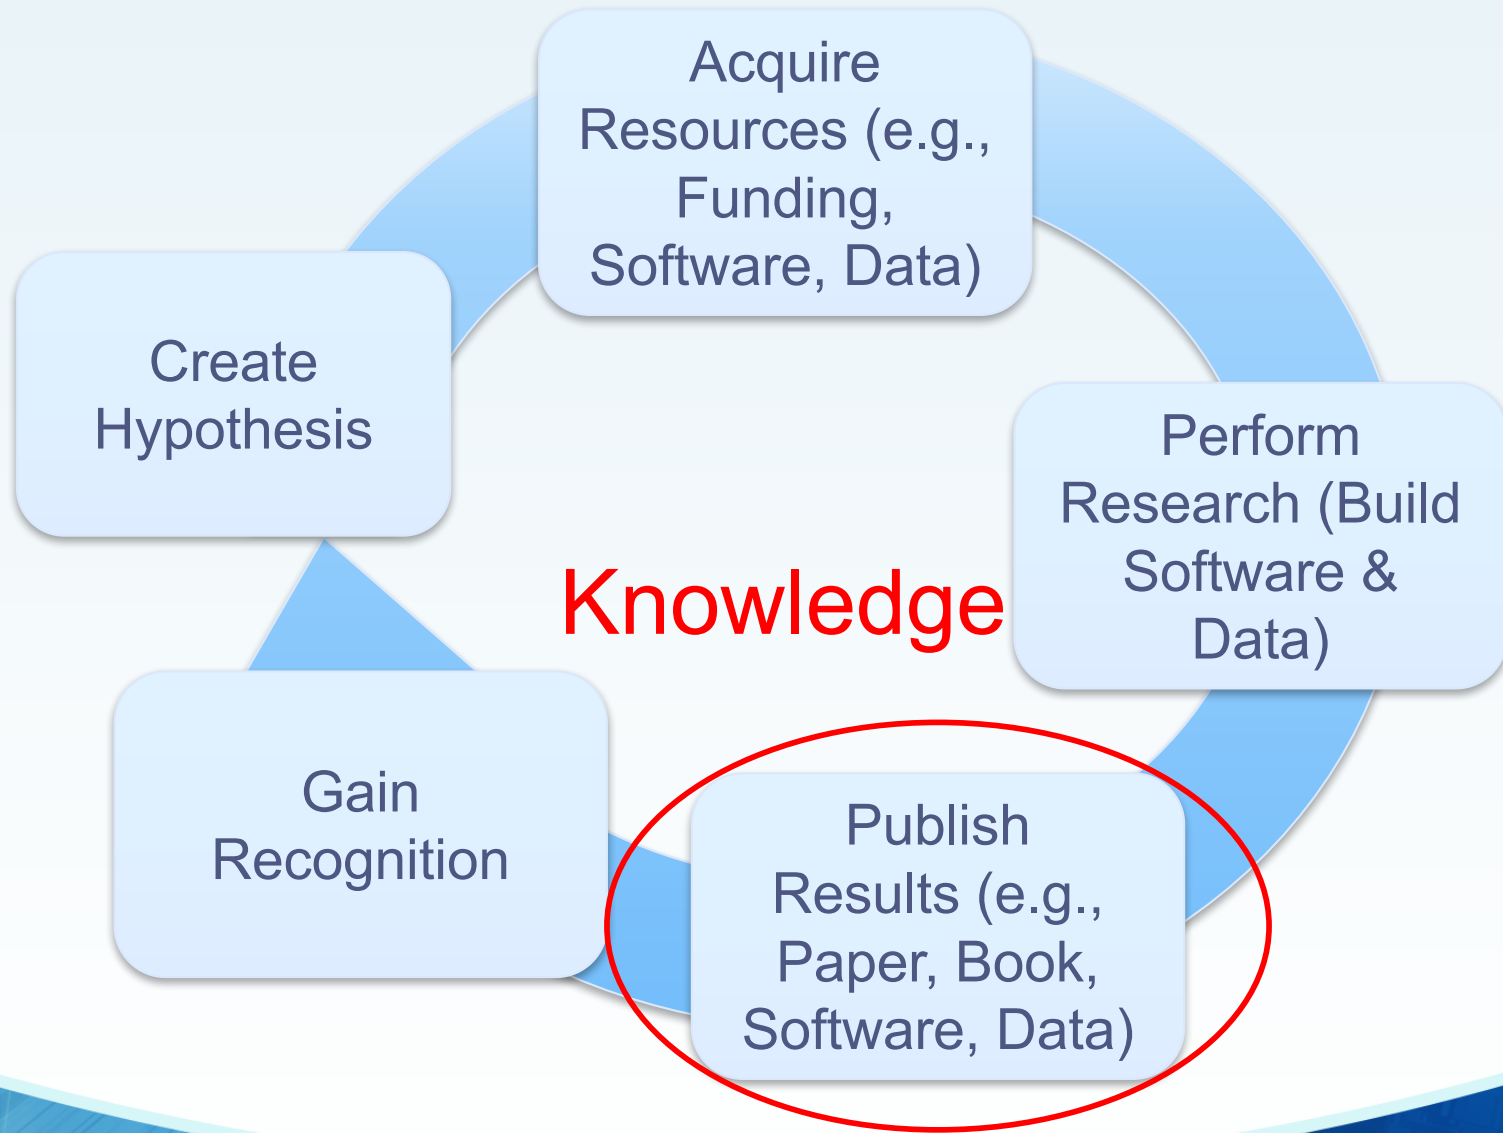 Acquire
Resources (e.g.,
Funding,
Software, Data)
Create
Hypothesis
Perform
Research (Build
Software &
Data)
Knowledge
Gain
Recognition
Publish
Results (e.g.,
Paper, Book,
Software, Data)